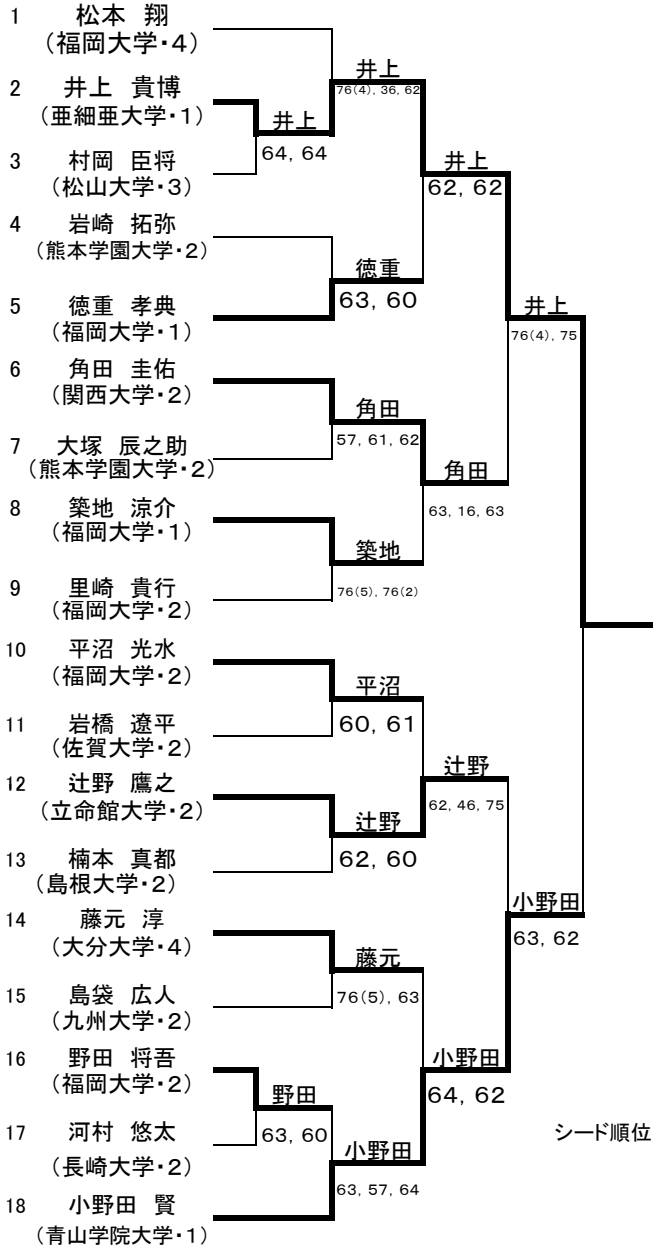 1 松本 翔
(福岡大学・4)
2 井上 貴博
(亜細亜大学・1)
3 村岡 臣将
(松山大学・3)
4 岩崎 拓弥
(熊本学園大学・2)
5 徳重 孝典
(福岡大学・1)
6 角田 圭佑
(関西大学・2)
7 大塚 辰之助
(熊本学園大学・2)
8 築地 涼介
(福岡大学・1)
9 里崎 貴行
(福岡大学・2)
10 平沼 光水
(福岡大学・2)
11 岩橋 遼平
(佐賀大学・2)
12 辻野 鷹之
(立命館大学・2)
13 楠本 真都
(島根大学・2)
14 藤元 淳
(大分大学・4)
15 島袋 広人
(九州大学・2)
16 野田 将吾
(福岡大学・2)
17 河村 悠太
(長崎大学・2)
18 小野田 賢
(青山学院大学・1)
井上
64, 64
野田
63, 60
井上
76(4), 36, 62
徳重
63, 60
角田
57, 61, 62
築地
76(5), 76(2)
平沼
60, 61
辻野
62, 60
藤元
76(5), 63
小野田
63, 57, 64
井上
62, 62
角田
63, 16, 63
辻野
62, 46, 75
小野田
64, 62
井上
76(4), 75
小野田
63, 62
シード順位